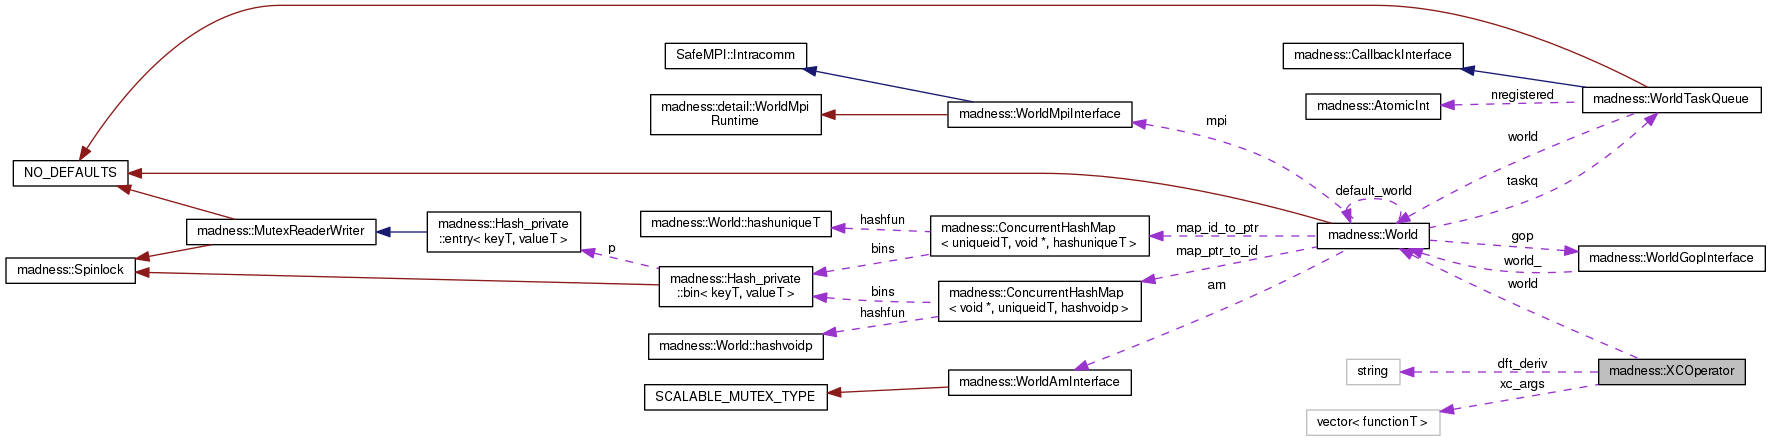 SafeMPI::Intracomm
madness::CallbackInterface
madness::detail::WorldMpi
Runtime
madness::WorldMpiInterface
mpi
madness::AtomicInt
nregistered
madness::WorldTaskQueue
world
taskq
NO_DEFAULTS
default_world
madness::MutexReaderWriter
madness::Hash_private
::entry< keyT, valueT >
madness::World::hashuniqueT
hashfun
madness::ConcurrentHashMap
< uniqueidT, void *, hashuniqueT >
map_id_to_ptr
madness::World
gop
madness::WorldGopInterface
world_
world
madness::Spinlock
p
bins
madness::Hash_private
::bin< keyT, valueT >
map_ptr_to_id
bins
madness::ConcurrentHashMap
< void *, uniqueidT, hashvoidp >
am
hashfun
madness::World::hashvoidp
SCALABLE_MUTEX_TYPE
madness::WorldAmInterface
string
dft_deriv
madness::XCOperator
xc_args
vector< functionT >